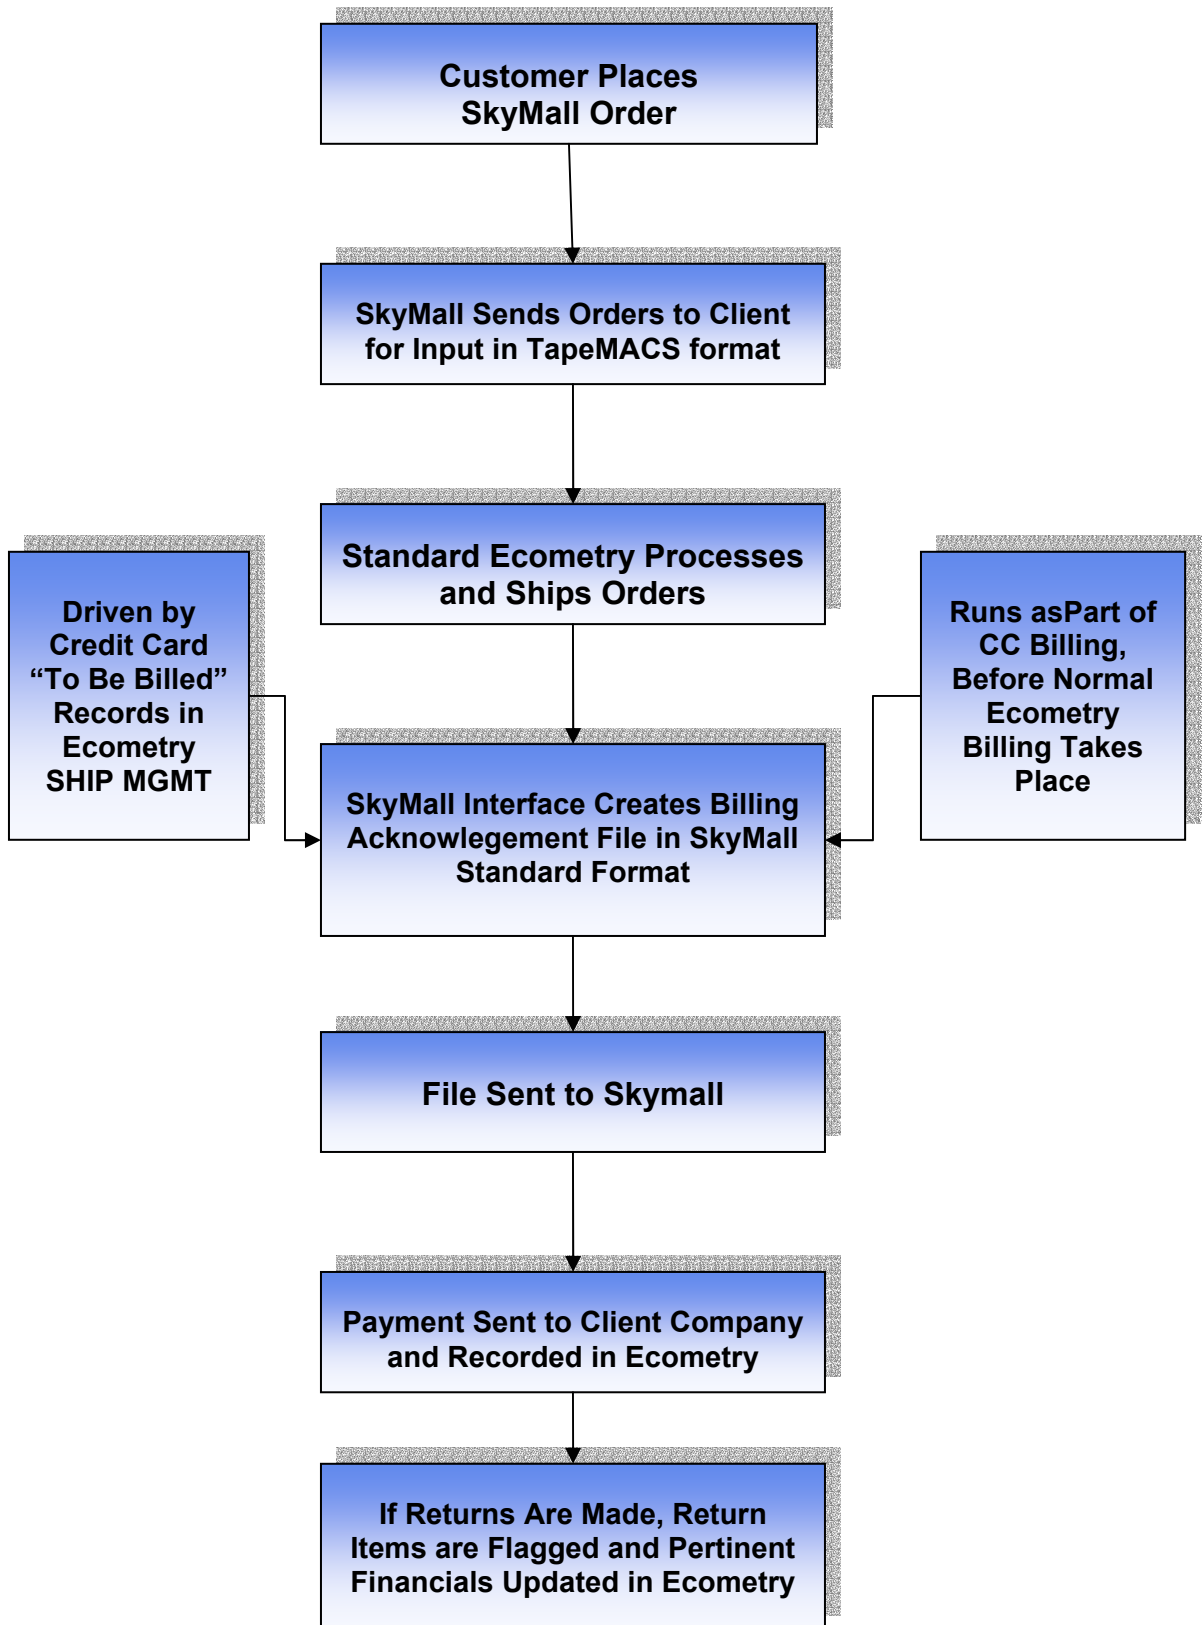 Customer Places
SkyMall Order
SkyMall Sends Orders to Client
for Input in TapeMACS format
Standard Ecometry Processes
and Ships Orders
Driven by
Credit Card
“To Be Billed”
Records in
Ecometry
SHIP MGMT
Runs asPart of
CC Billing,
Before Normal
Ecometry
Billing Takes
Place
SkyMall Interface Creates Billing
Acknowlegement File in SkyMall
Standard Format
File Sent to Skymall
Payment Sent to Client Company
and Recorded in Ecometry
If Returns Are Made, Return
Items are Flagged and Pertinent
Financials Updated in Ecometry